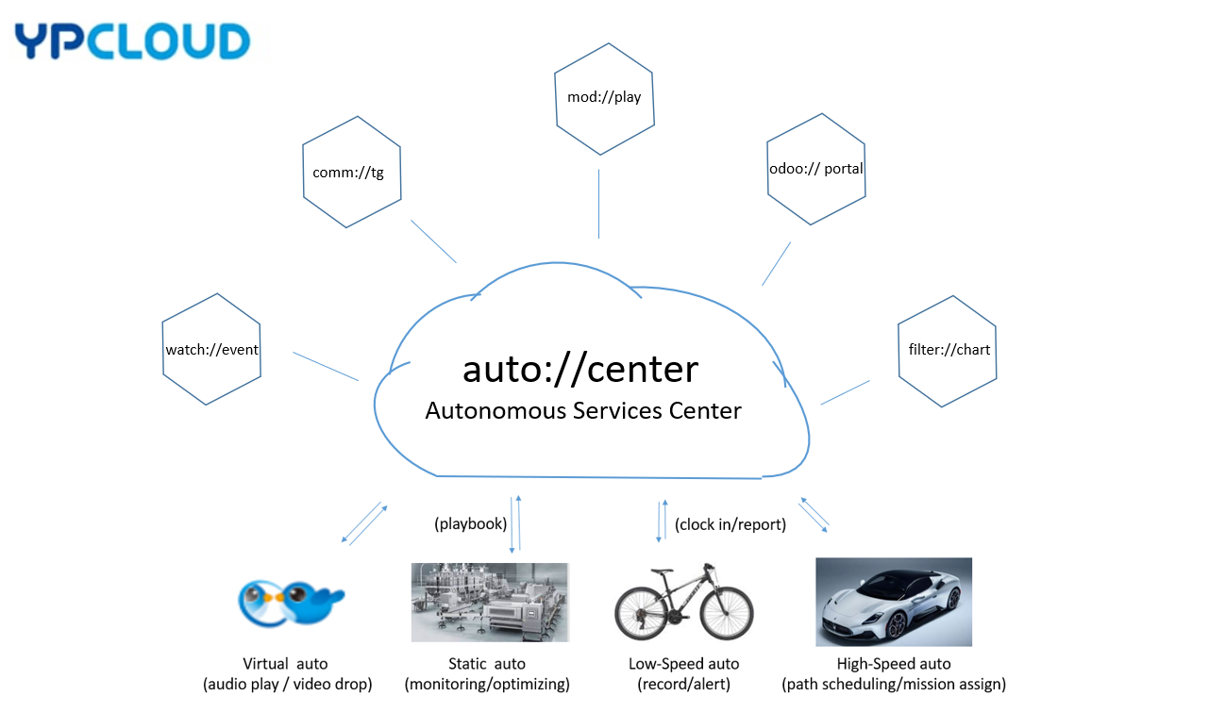 YPCLOUD
mod://play
comm://tg
odoo:// portal
watch://event
filter://chart
auto://center
Autonomous Services Center
(playbook)
(clock in/report)
Virtual auto
(audio play / video drop)
Static auto
(monitoring/optimizing)
Low-Speed auto
(record/alert)
High-Speed auto
(path scheduling/mission assign)